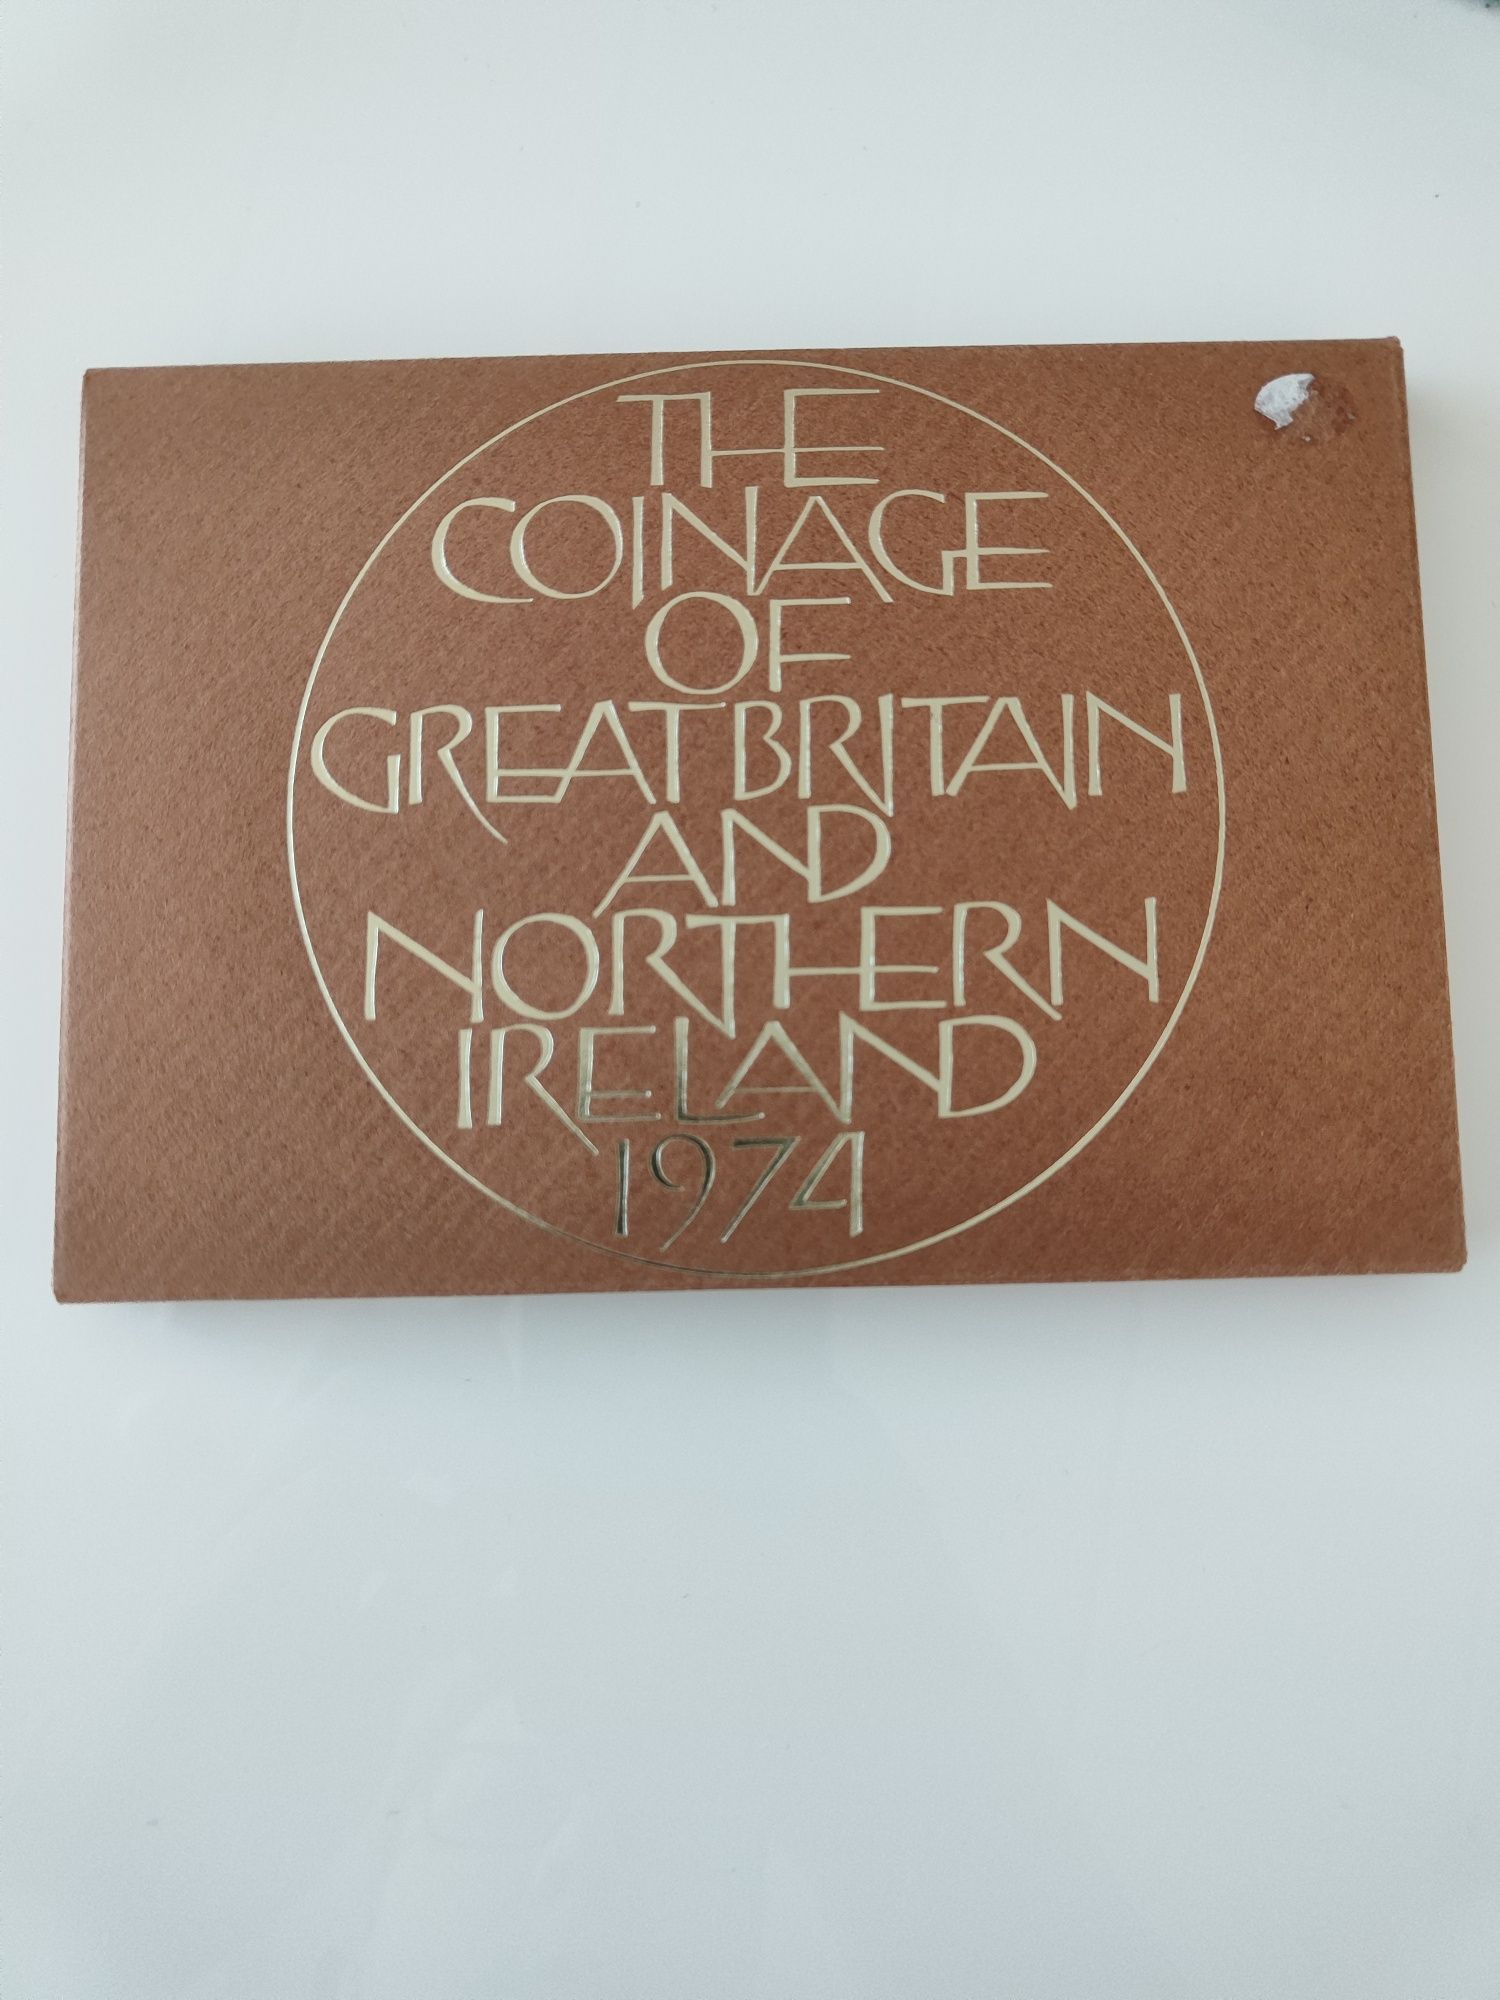 THE
COINAGE
OF
GREAT BRITAIN
AND
NORTHERN
IRELAND
1974